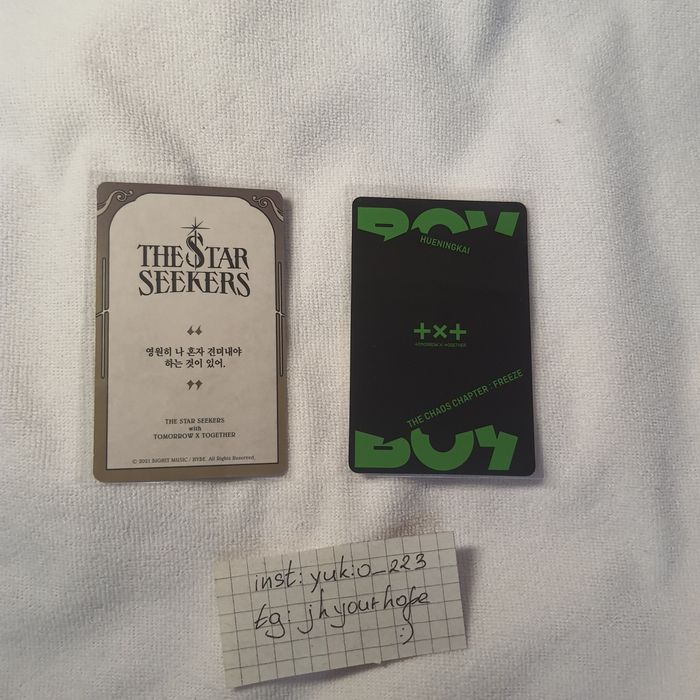 THE STAR
SEEKERS
“
영원히 나 혼자 견뎌내야
하는 것이 있어.
”
THE STAR SEEKERS
with
TOMORROW X TOGETHER
© 2021 BIGHIT MUSIC / HYBE. All Rights Reserved.
BOY
HUENINGKAI
+×+
TOMORROW X TOGETHER
THE CHAOS CHAPTER : FREEZE
BOY
inst: yuk:o_223
tg: jhyourhope
:)